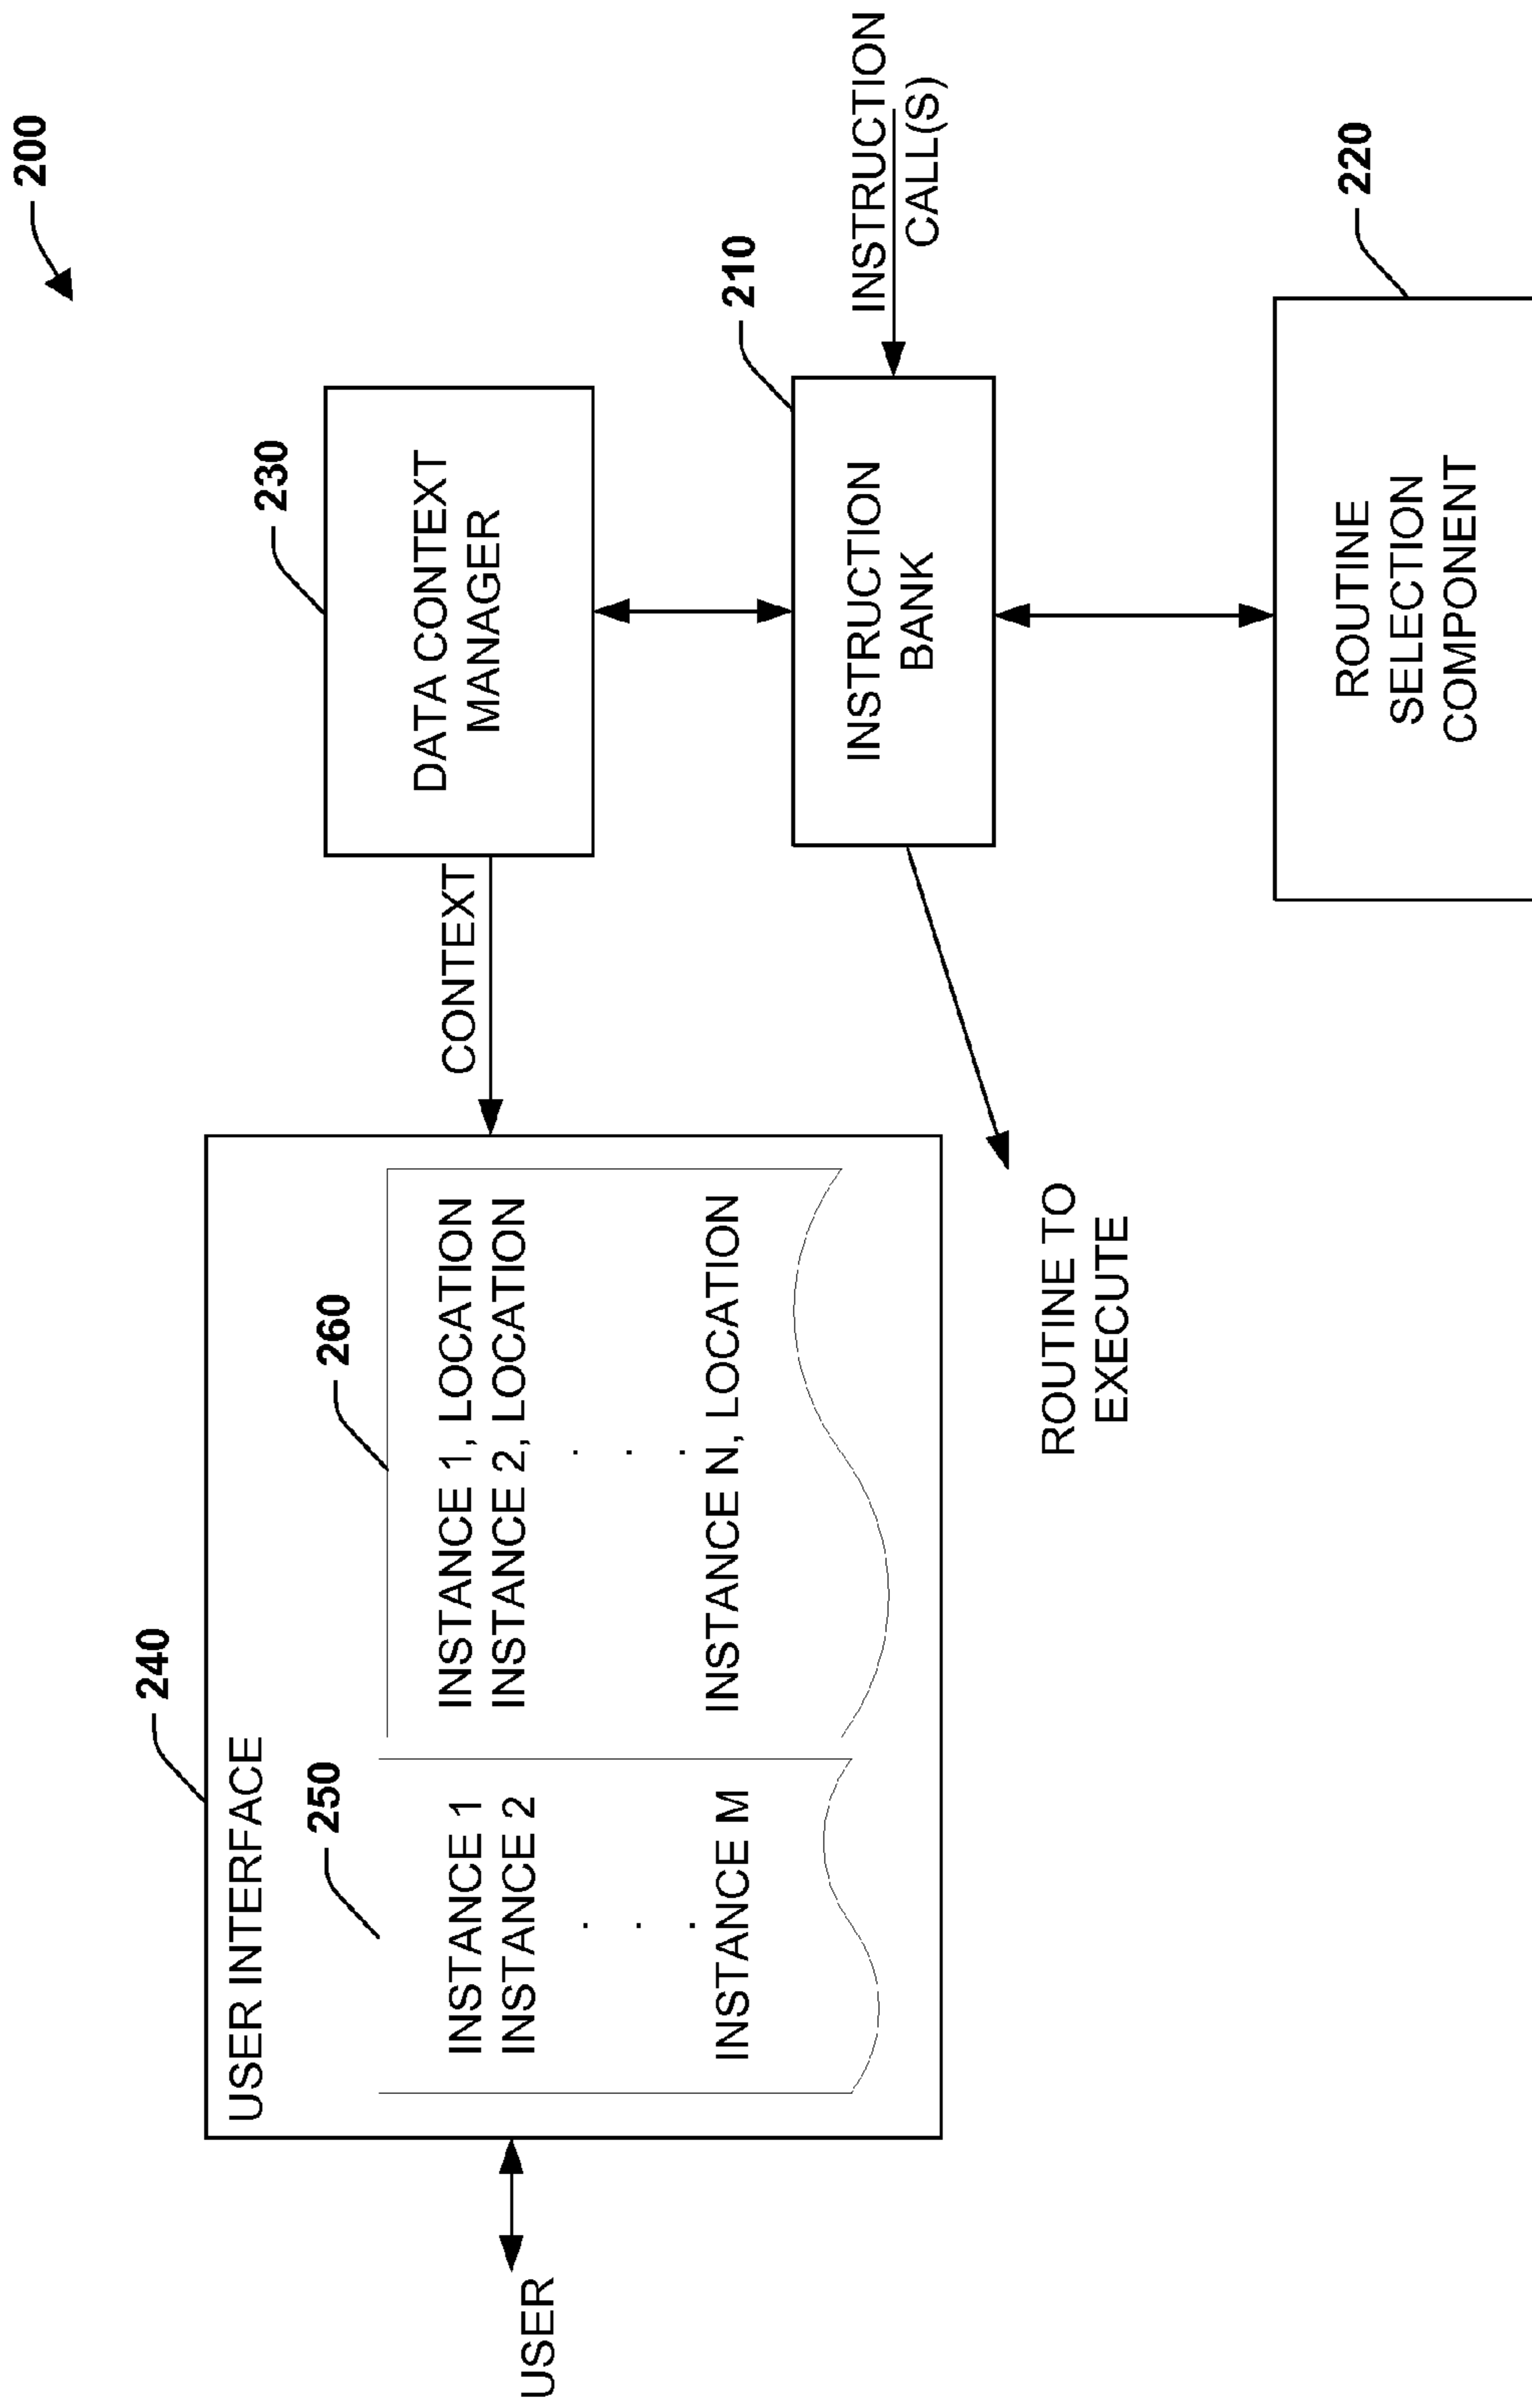 200
240
USER INTERFACE
250
INSTANCE 1
INSTANCE 2
.
.
.
INSTANCE M
260
INSTANCE 1, LOCATION
INSTANCE 2, LOCATION
.
.
.
INSTANCE N, LOCATION
USER
CONTEXT
230
DATA CONTEXT
MANAGER
210
INSTRUCTION
BANK
INSTRUCTION
CALL(S)
ROUTINE TO
EXECUTE
220
ROUTINE
SELECTION
COMPONENT